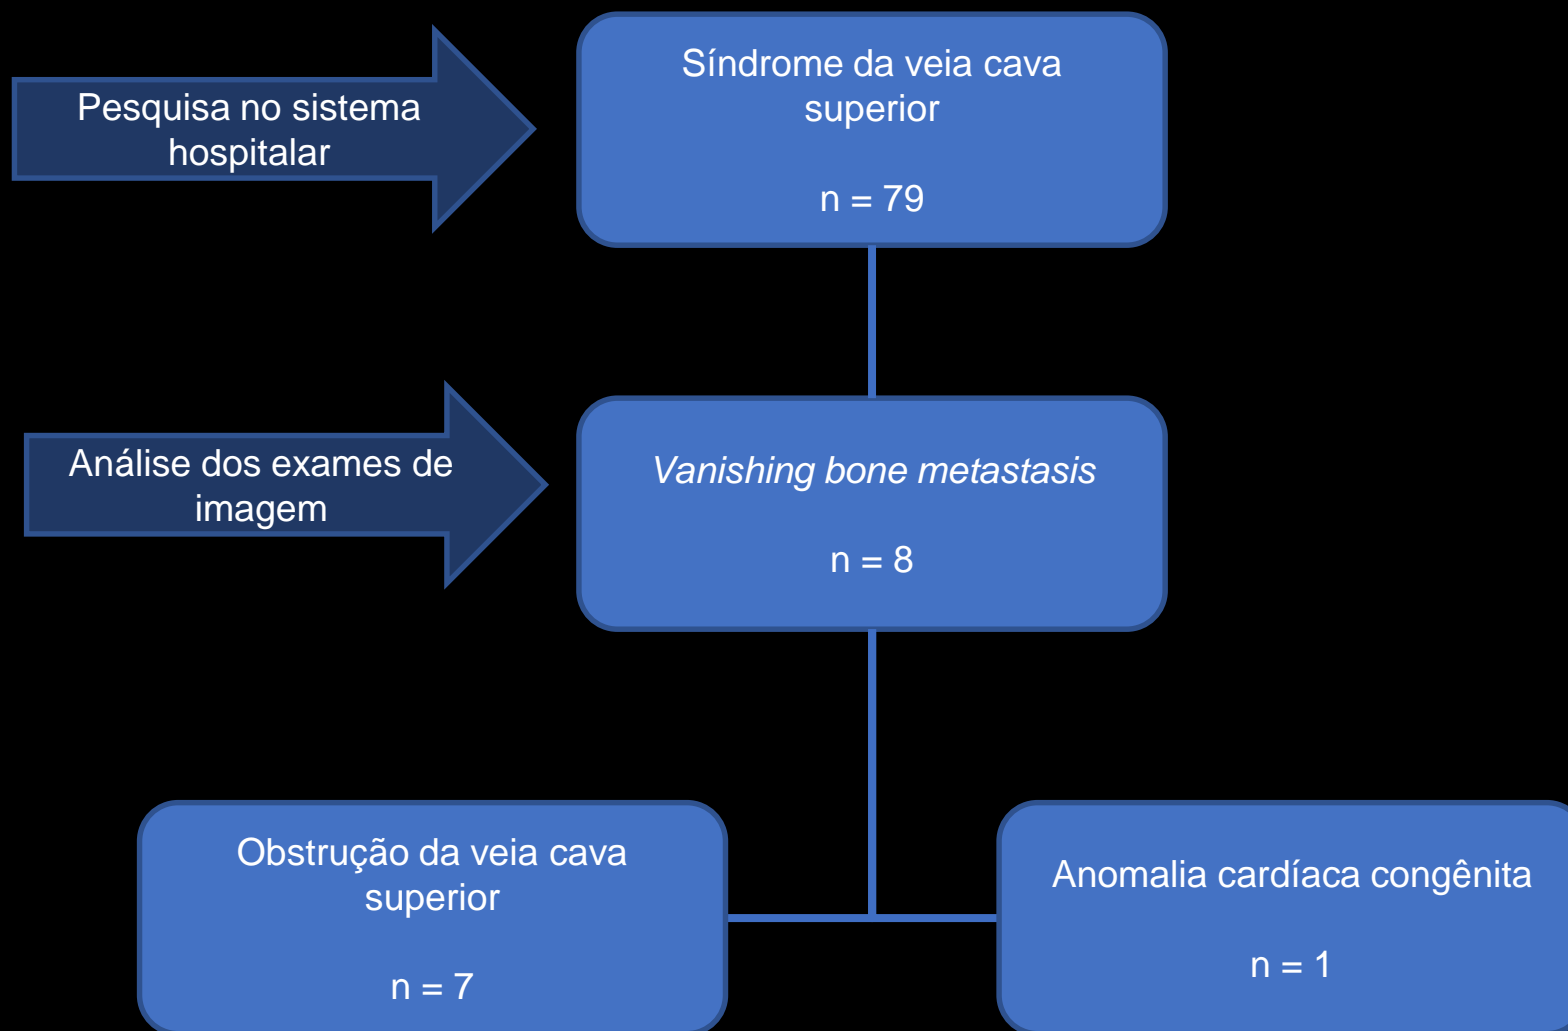 Pesquisa no sistema
hospitalar
Síndrome da veia cava
superior
n = 79
Análise dos exames de
imagem
Vanishing bone metastasis
n = 8
Obstrução da veia cava
superior
n = 7
Anomalia cardíaca congênita
n = 1